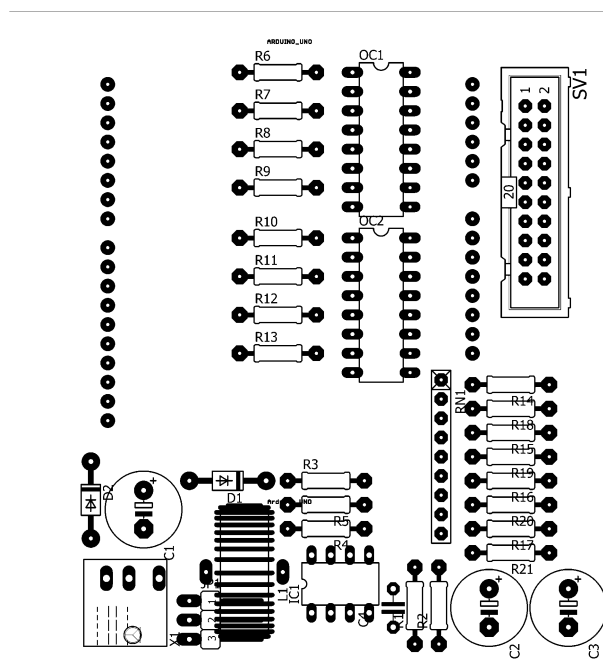 ARDUINO_UNO
R6
OC1
SV1
R7
1 2
R8
R9
20
OC2
R10
R11
R12
R13
RN1
R14
R18
R15
R3
R19
D2
D1
Arduino_UNO
R16
R5
R20
C1
R4
R17
R21
1
L1
IC1
2
C4
R1
R2
X1
3
C2
C3
+
+
+